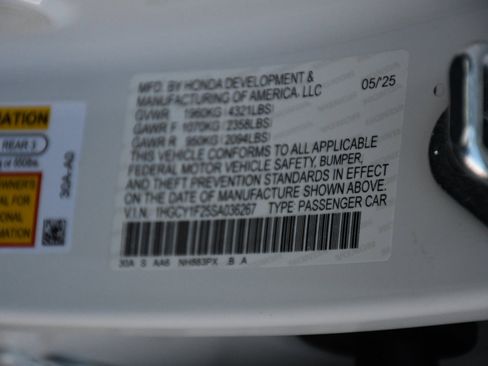 MFD. BY HONDA DEVELOPMENT &
MANUFACTURING OF AMERICA, LLC 05/'25
GVWR 1960KG(4321LBS)
GAWR F 1070KG(2358LBS)
GAWR R 950KG(2094LBS)
THIS VEHICLE CONFORMS TO ALL APPLICABLE
FEDERAL MOTOR VEHICLE SAFETY, BUMPER,
AND THEFT PREVENTION STANDARDS IN EFFECT
ON THE DATE OF MANUFACTURE SHOWN ABOVE.
V.I.N. 1HGCY1F25SA036267 TYPE PASSENGER CAR
30A S AA6 NH883PX B A
REAR 3
30A-A0